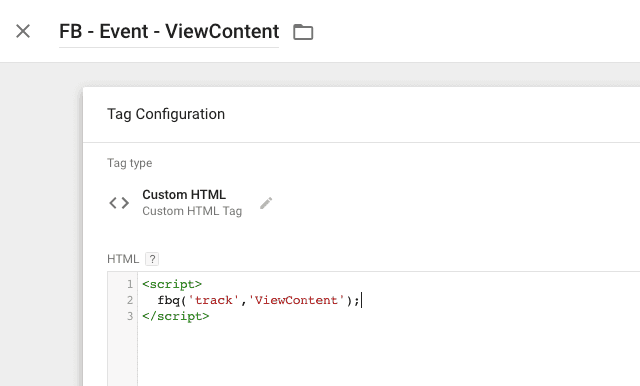 FB - Event - ViewContent
Tag Configuration
Tag type
Custom HTML
Custom HTML Tag
HTML ?
1 <script>
2 fbq('track','ViewContent');
3 </script>